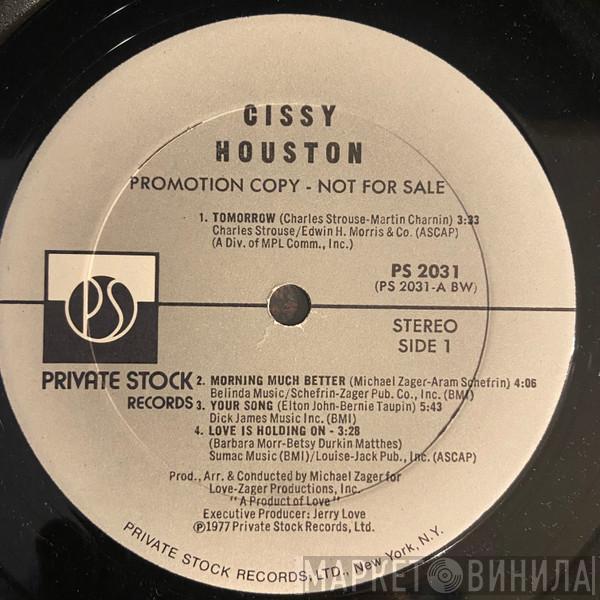 CISSY
HOUSTON
PROMOTION COPY - NOT FOR SALE
1. TOMORROW (Charles Strouse-Martin Charnin) 3:33
Charles Strouse/Edwin H. Morris & Co. (ASCAP)
(A Div. of MPL Comm., Inc.)
PS 2031
(PS 2031-A BW)
PS
STEREO
SIDE 1
PRIVATE STOCK
RECORDS
2. MORNING MUCH BETTER (Michael Zager-Aram Schefrin) 4:06
Belinda Music/Schefrin-Zager Pub. Co., Inc. (BMI)
3. YOUR SONG (Elton John-Bernie Taupin) 5:43
Dick James Music Inc. (BMI)
4. LOVE IS HOLDING ON - 3:28
(Barbara Morr-Betsy Durkin Matthes)
Sumac Music (BMI)/Louise-Jack Pub., Inc. (ASCAP)
Prod., Arr. & Conducted by Michael Zager for
Love-Zager Productions, Inc.
"A Product of Love"
Executive Producer: Jerry Love
℗1977 Private Stock Records, Ltd.
PRIVATE STOCK RECORDS, LTD., New York, N.Y.
МАРКЕТ ВИНИЛА